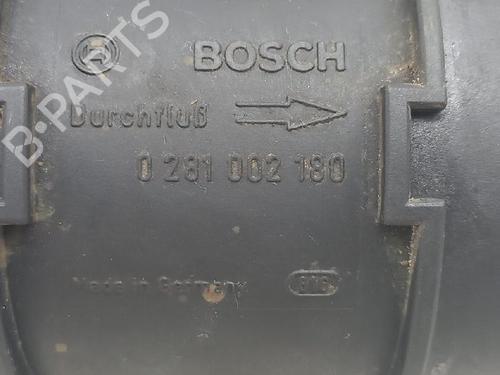 BOSCH
Durchfluß
0 281 002 180
Made in Germany
B-PARTS